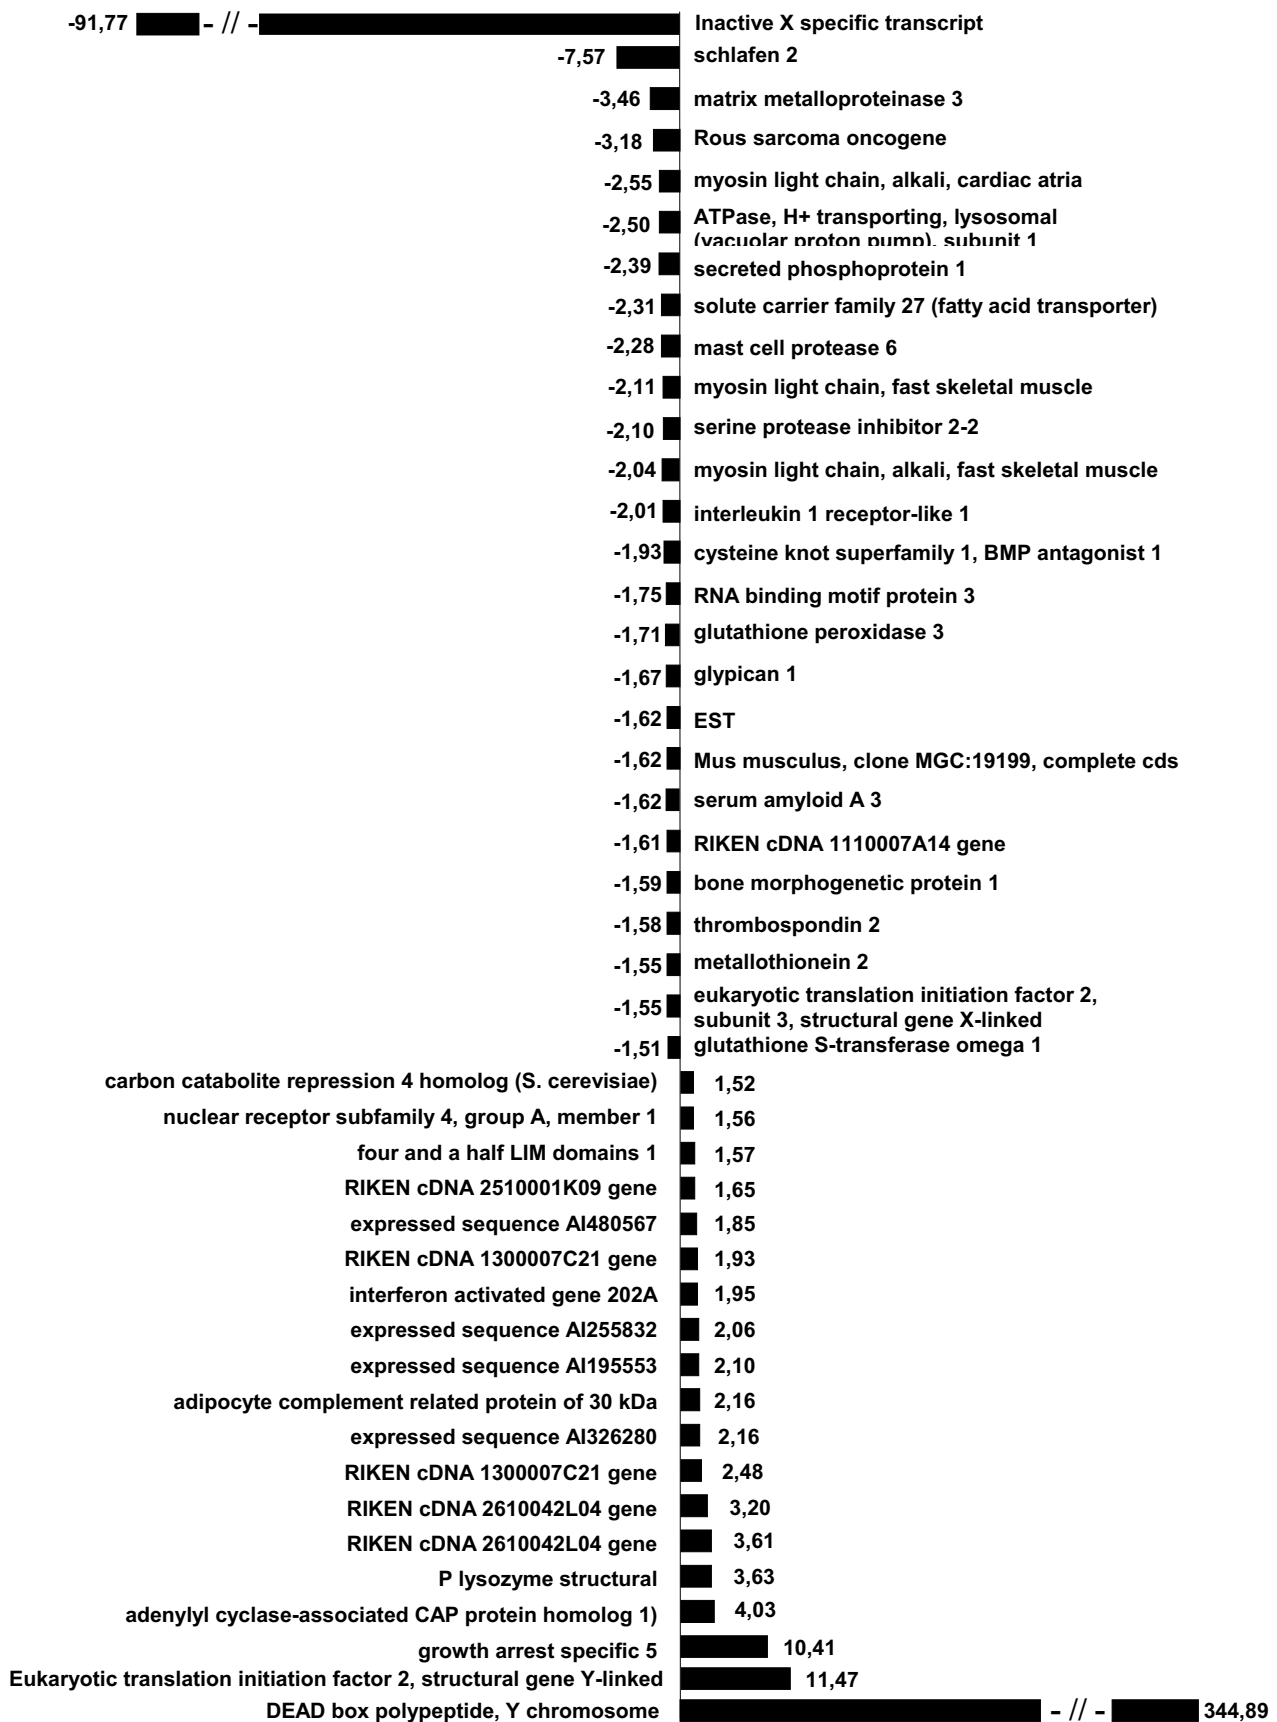 -91,77 - // - Inactive X specific transcript
-7,57 schlafen 2
-3,46 matrix metalloproteinase 3
-3,18 Rous sarcoma oncogene
-2,55 myosin light chain, alkali, cardiac atria
-2,50 ATPase, H+ transporting, lysosomal
(vacuolar proton pump), subunit 1
-2,39 secreted phosphoprotein 1
-2,31 solute carrier family 27 (fatty acid transporter)
-2,28 mast cell protease 6
-2,11 myosin light chain, fast skeletal muscle
-2,10 serine protease inhibitor 2-2
-2,04 myosin light chain, alkali, fast skeletal muscle
-2,01 interleukin 1 receptor-like 1
-1,93 cysteine knot superfamily 1, BMP antagonist 1
-1,75 RNA binding motif protein 3
-1,71 glutathione peroxidase 3
-1,67 glypican 1
-1,62 EST
-1,62 Mus musculus, clone MGC:19199, complete cds
-1,62 serum amyloid A 3
-1,61 RIKEN cDNA 1110007A14 gene
-1,59 bone morphogenetic protein 1
-1,58 thrombospondin 2
-1,55 metallothionein 2
-1,55 eukaryotic translation initiation factor 2,
subunit 3, structural gene X-linked
-1,51 glutathione S-transferase omega 1
carbon catabolite repression 4 homolog (S. cerevisiae) 1,52
nuclear receptor subfamily 4, group A, member 1 1,56
four and a half LIM domains 1 1,57
RIKEN cDNA 2510001K09 gene 1,65
expressed sequence AI480567 1,85
RIKEN cDNA 1300007C21 gene 1,93
interferon activated gene 202A 1,95
expressed sequence AI255832 2,06
expressed sequence AI195553 2,10
adipocyte complement related protein of 30 kDa 2,16
expressed sequence AI326280 2,16
RIKEN cDNA 1300007C21 gene 2,48
RIKEN cDNA 2610042L04 gene 3,20
RIKEN cDNA 2610042L04 gene 3,61
P lysozyme structural 3,63
adenylyl cyclase-associated CAP protein homolog 1) 4,03
growth arrest specific 5 10,41
Eukaryotic translation initiation factor 2, structural gene Y-linked 11,47
DEAD box polypeptide, Y chromosome - // - 344,89